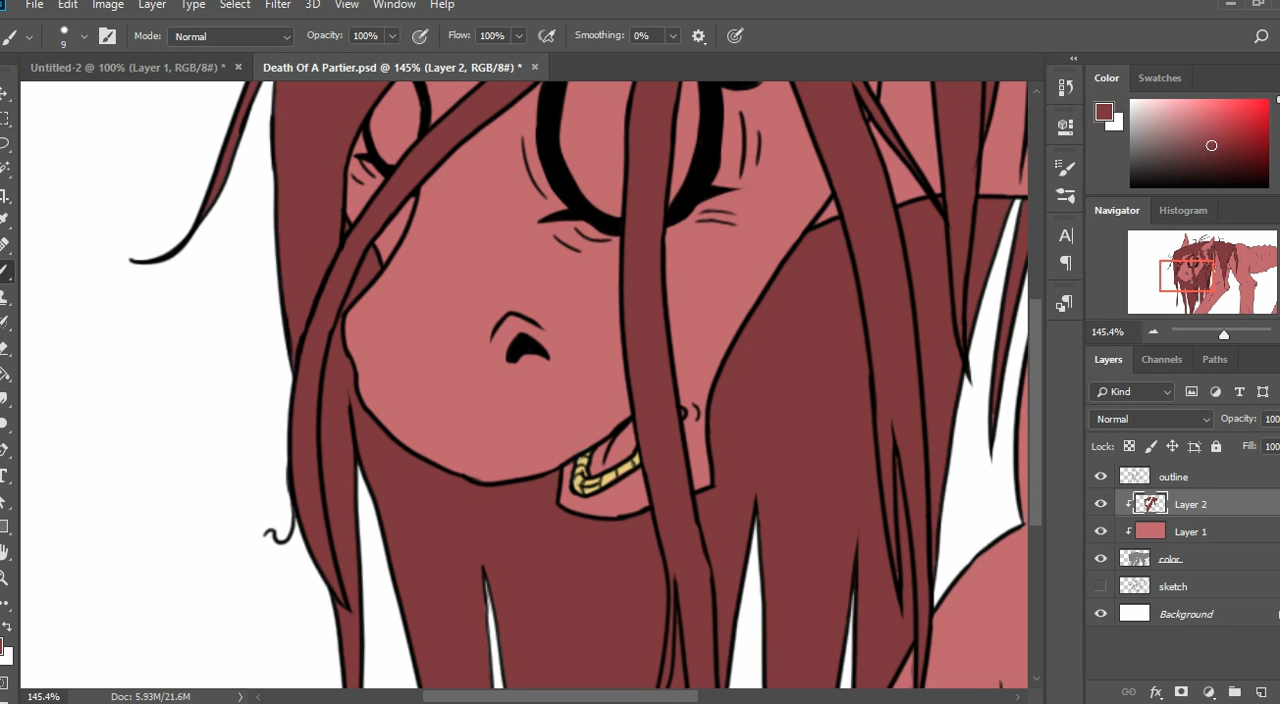 File Edit Image Layer Type Select Filter 3D View Window Help
9 Mode: Normal Opacity: 100% Flow: 100% Smoothing: 0%
Untitled-2 @ 100% (Layer 1, RGB/8#) * × Death Of A Partier.psd @ 145% (Layer 2, RGB/8#) * ×
Color Swatches
Navigator Histogram
145.4%
Layers Channels Paths
Kind
Normal Opacity: 100
Lock: Fill: 100
outline
Layer 2
Layer 1
color
sketch
Background
145.4% Doc: 5.93M/21.6M